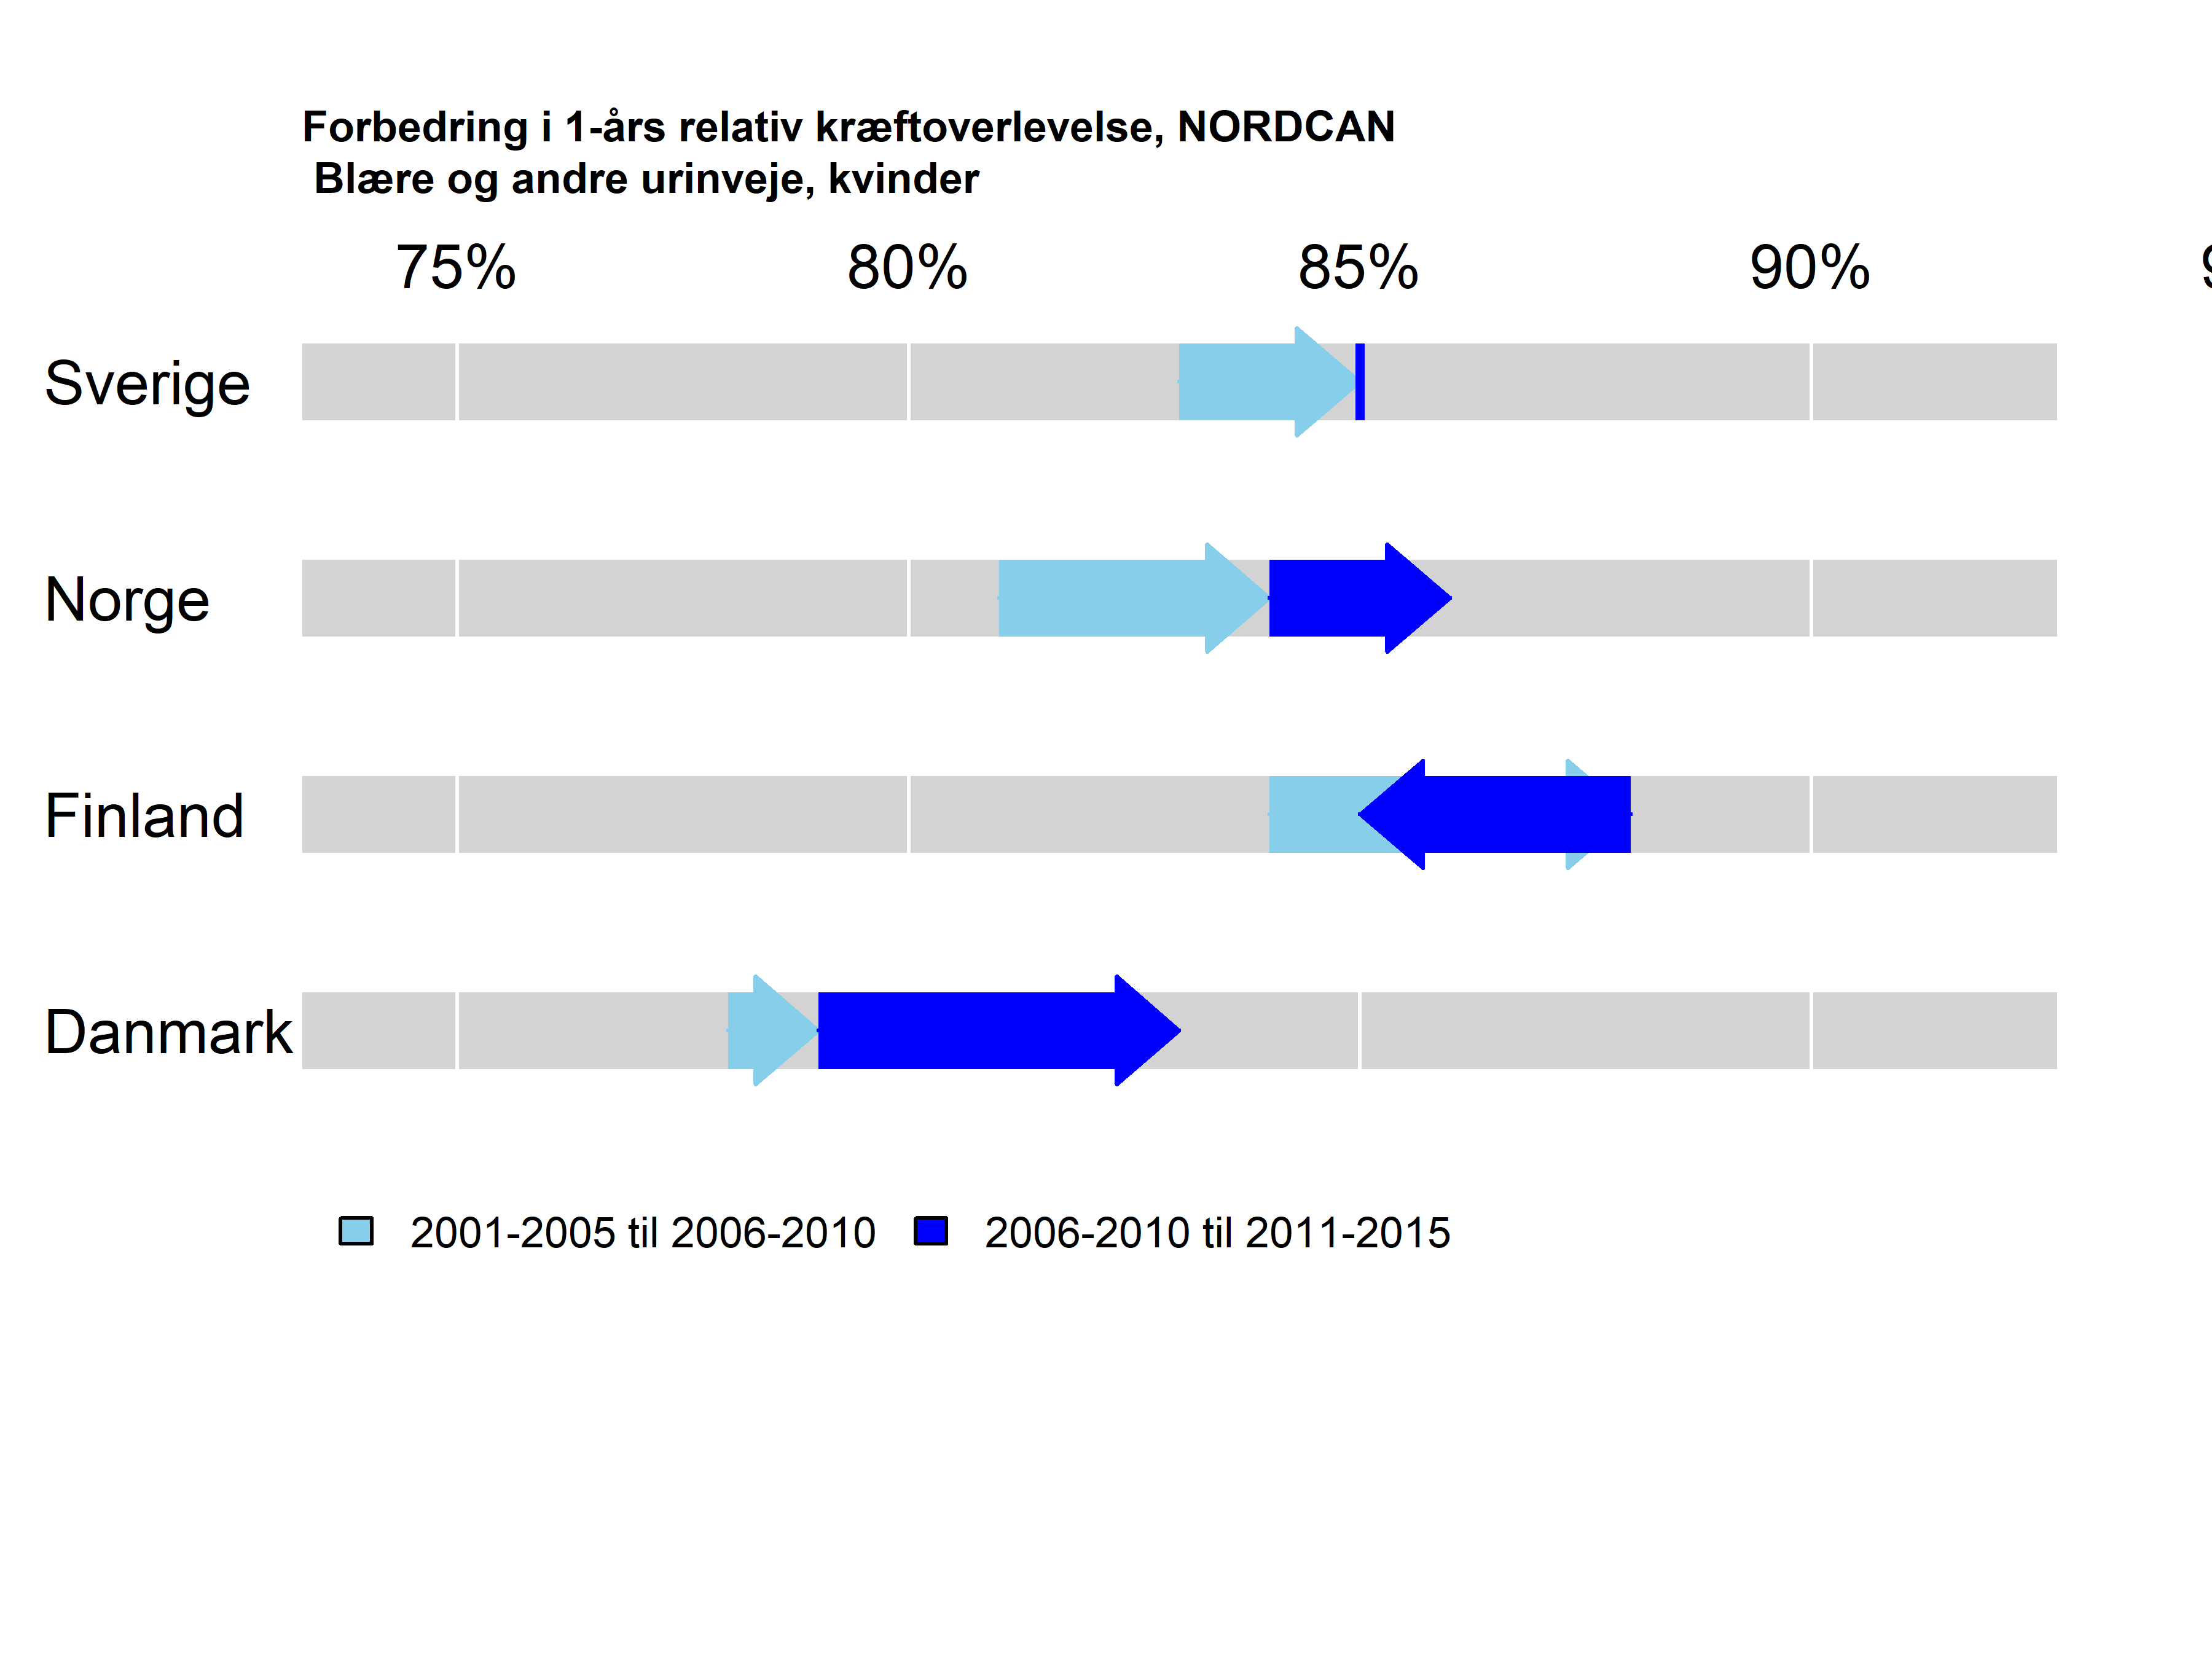 Forbedring i 1-års relativ kræftoverlevelse, NORDCAN
Blære og andre urinveje, kvinder
75% 80% 85% 90%
Sverige
Norge
Finland
Danmark
2001-2005 til 2006-2010 2006-2010 til 2011-2015